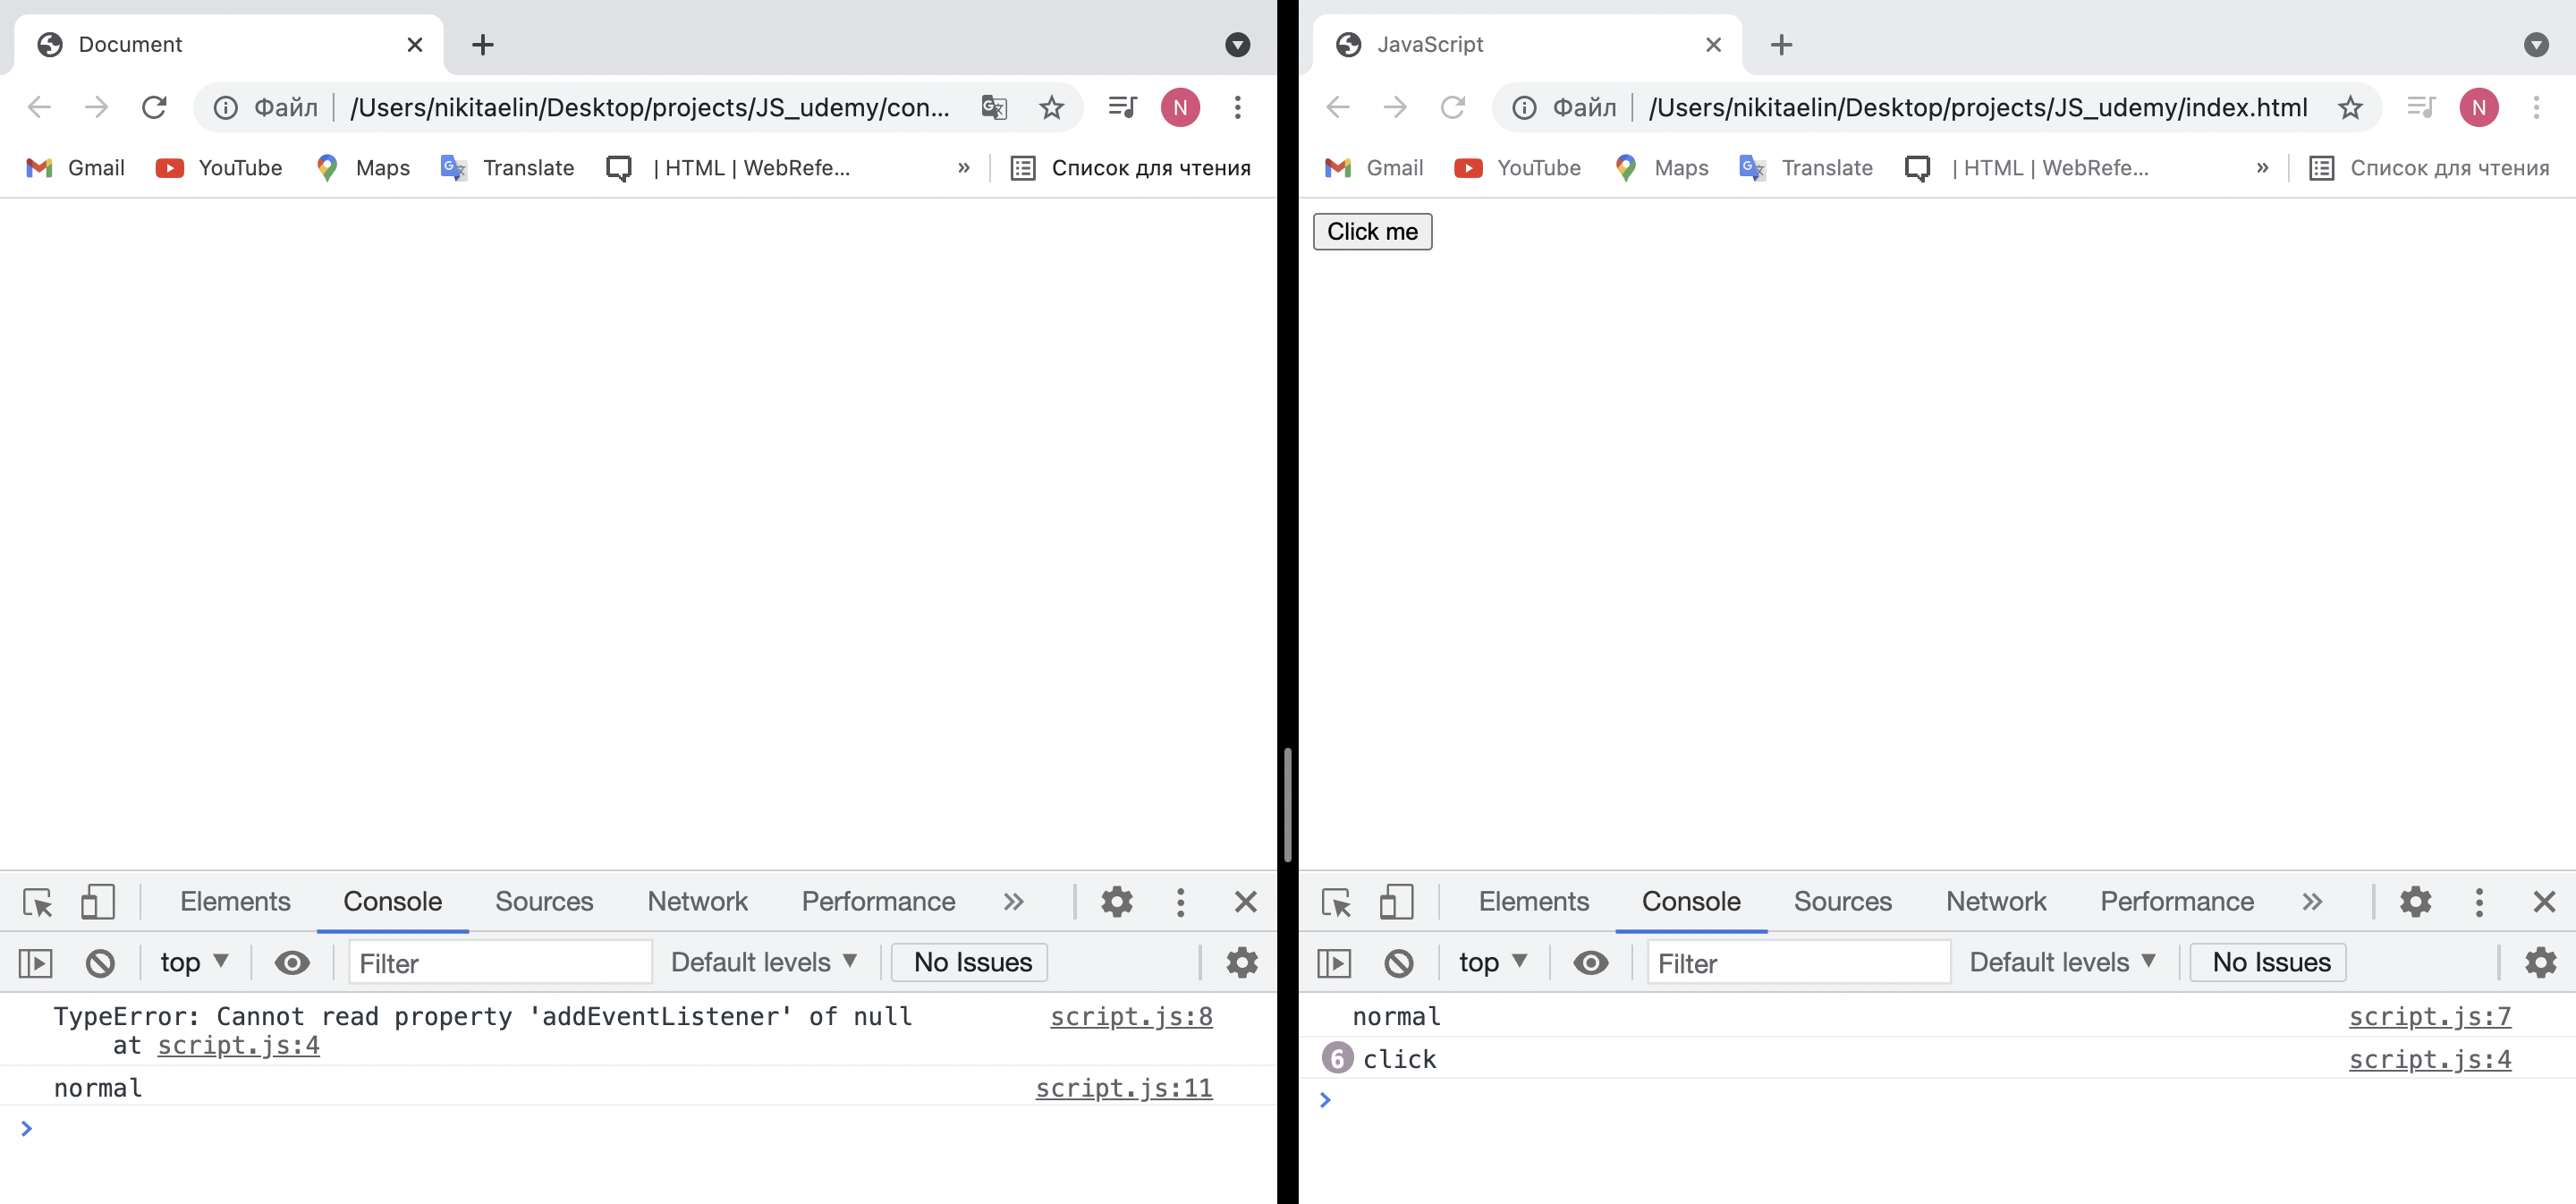 Document
Файл | /Users/nikitaelin/Desktop/projects/JS_udemy/con...
N
Gmail YouTube Maps Translate | HTML | WebRefe... » Список для чтения
Elements Console Sources Network Performance »
top Filter Default levels No Issues
TypeError: Cannot read property 'addEventListener' of null script.js:8
at script.js:4
normal script.js:11
>
JavaScript
Файл | /Users/nikitaelin/Desktop/projects/JS_udemy/index.html
N
Gmail YouTube Maps Translate | HTML | WebRefe... » Список для чтения
Click me
Elements Console Sources Network Performance »
top Filter Default levels No Issues
normal script.js:7
6 click script.js:4
>